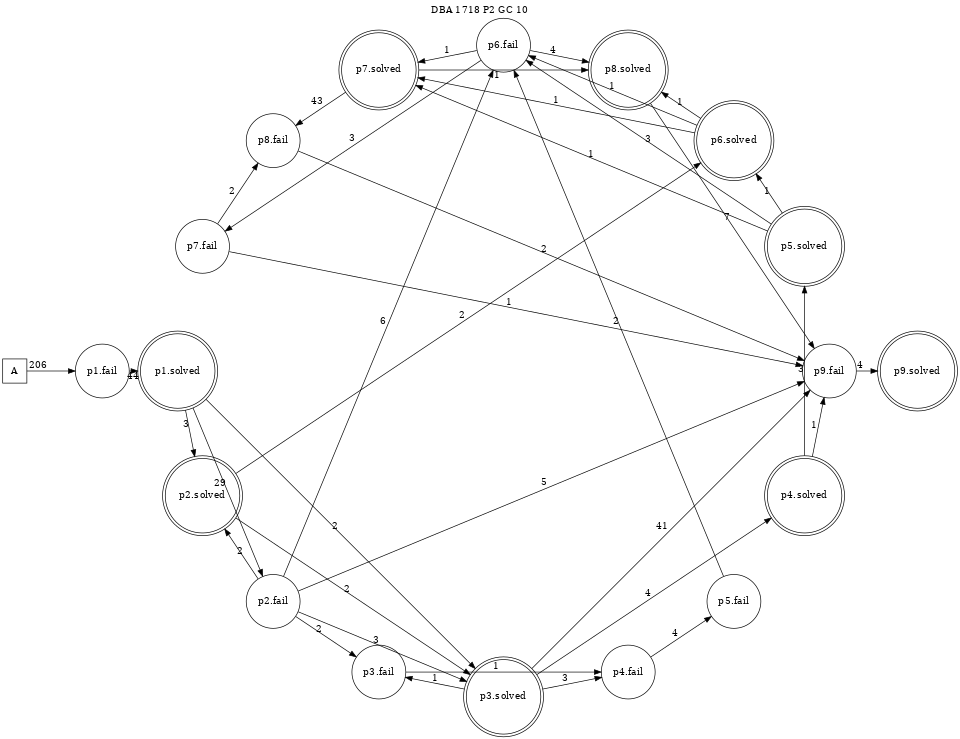 DBA 1718 P2 GC 10
p6.fail
1
4
p7.solved
p8.solved
1
1
43
1
1
p8.fail
3
3
p6.solved
1
2
2
1
7
p7.fail
2
p5.solved
1
2
6
2
206
A
p1.fail
44
p1.solved
3
p9.fail
4
p9.solved
3
29
2
5
1
p2.solved
p4.solved
41
2
2
4
p2.fail
p5.fail
2
3
4
p3.fail
1
1
p3.solved
3
p4.fail